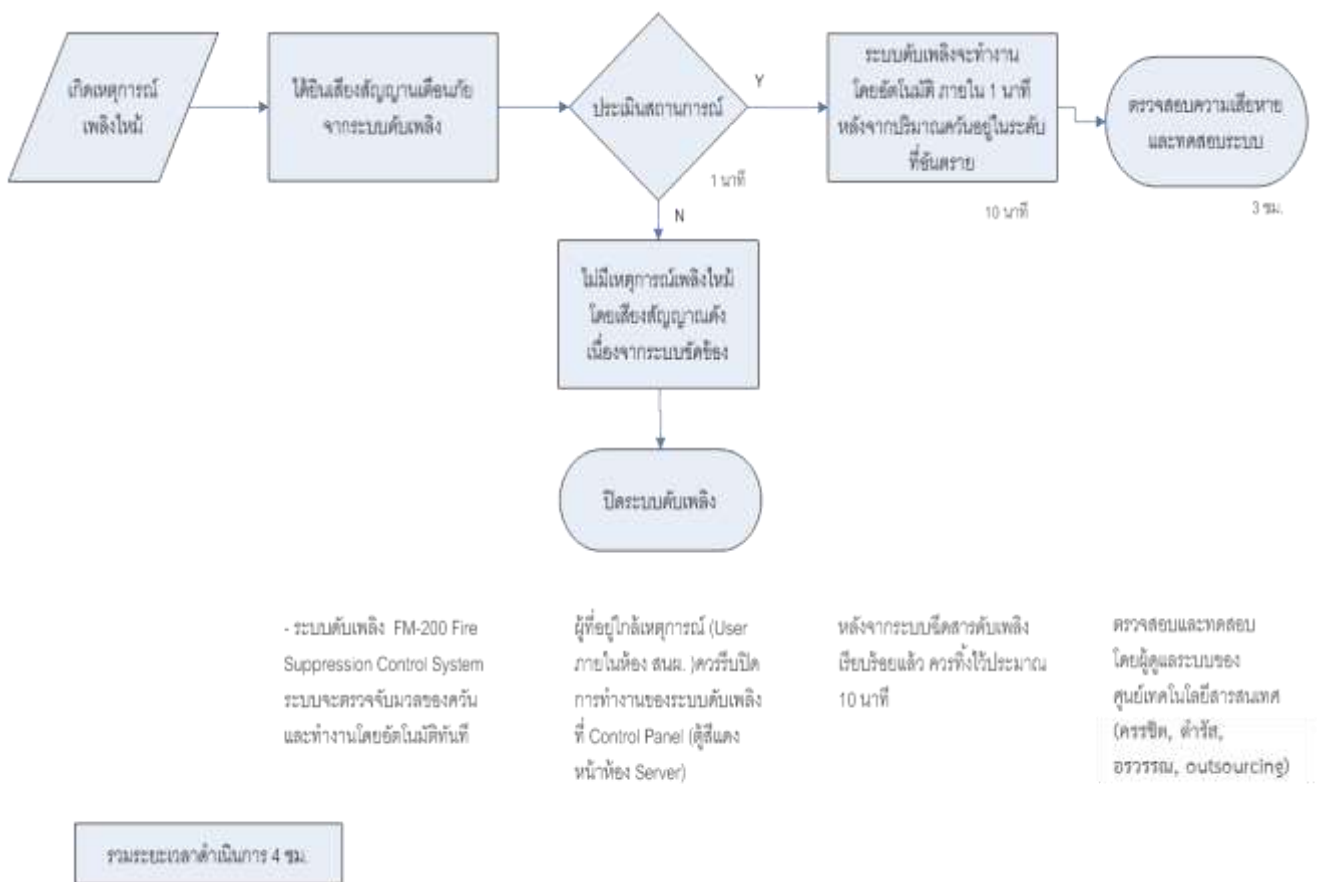 เกิดเหตุการณ์
เพลิงไหม้
ได้ยินเสียงสัญญานเตือนภัย
จากระบบดับเพลิง
ประเมินสถานการณ์
1 นาที
Y
ระบบดับเพลิงจะทำงาน
โดยอัตโนมัติ ภายใน 1 นาที
หลังจากปริมาณควันอยู่ในระดับ
ที่อันตราย
10 นาที
ตรวจสอบความเสียหาย
และทดสอบระบบ
3 ชม.
N
ไม่มีเหตุการณ์เพลิงไหม้
โดยเสียงสัญญาณดัง
เนื่องจากระบบขัดข้อง
ปิดระบบดับเพลิง
- ระบบดับเพลิง FM-200 Fire
Suppression Control System
ระบบจะตรวจจับมวลของควัน
และทำงานโดยอัตโนมัติทันที
ผู้ที่อยู่ใกล้เหตุการณ์ (User
ภายในห้อง สนผ. )ควรรีบปิด
การทำงานของระบบดับเพลิง
ที่ Control Panel (ตู้สีแดง
หน้าห้อง Server)
หลังจากระบบฉีดสารดับเพลิง
เรียบร้อยแล้ว ควรทิ้งไว้ประมาณ
10 นาที
ตรวจสอบและทดสอบ
โดยผู้ดูแลระบบของ
ศูนย์เทคโนโลยีสารสนเทศ
(ครรชิต, ดำรัส,
อรวรรณ, outsourcing)
รวมระยะเวลาดำเนินการ 4 ชม.